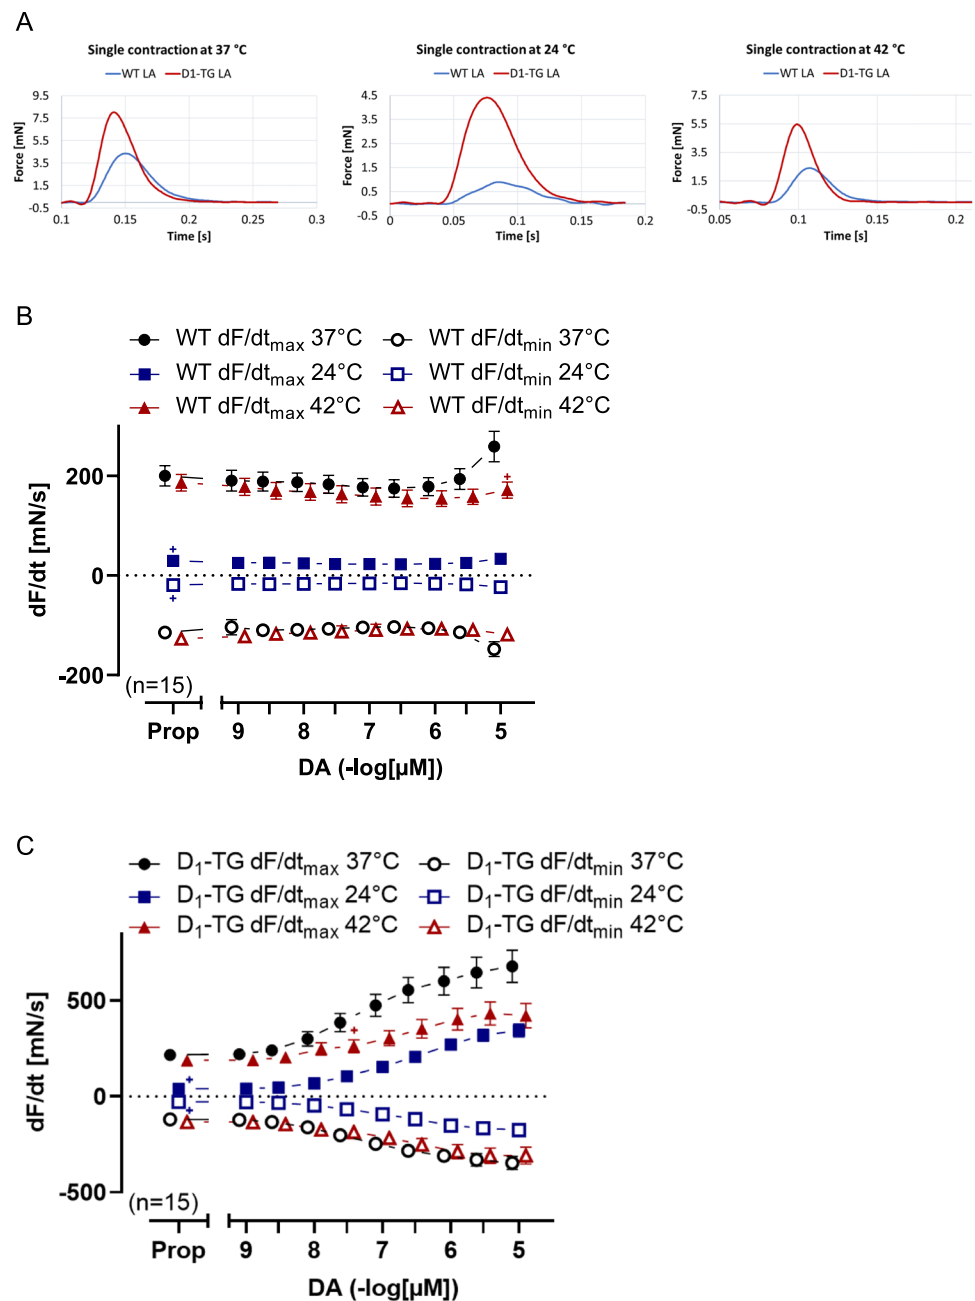 A
Single contraction at 37 °C
WT LA D1-TG LA
9.5
7.5
5.5
3.5
1.5
-0.5
Force [mN]
0.1 0.15 0.2 0.25 0.3
Time [s]
Single contraction at 24 °C
WT LA D1-TG LA
4.5
3.5
2.5
1.5
0.5
-0.5
Force [mN]
0 0.05 0.1 0.15 0.2
Time [s]
Single contraction at 42 °C
WT LA D1-TG LA
7.5
5.5
3.5
1.5
-0.5
Force [mN]
0.05 0.1 0.15 0.2
Time [s]
B
WT dF/dtmax 37°C WT dF/dtmin 37°C
WT dF/dtmax 24°C WT dF/dtmin 24°C
WT dF/dtmax 42°C WT dF/dtmin 42°C
dF/dt [mN/s]
200
0
-200
+
+
+
(n=15)
Prop 9 8 7 6 5
DA (-log[µM])
C
D1-TG dF/dtmax 37°C D1-TG dF/dtmin 37°C
D1-TG dF/dtmax 24°C D1-TG dF/dtmin 24°C
D1-TG dF/dtmax 42°C D1-TG dF/dtmin 42°C
dF/dt [mN/s]
500
0
-500
+
+
+
(n=15)
Prop 9 8 7 6 5
DA (-log[µM])